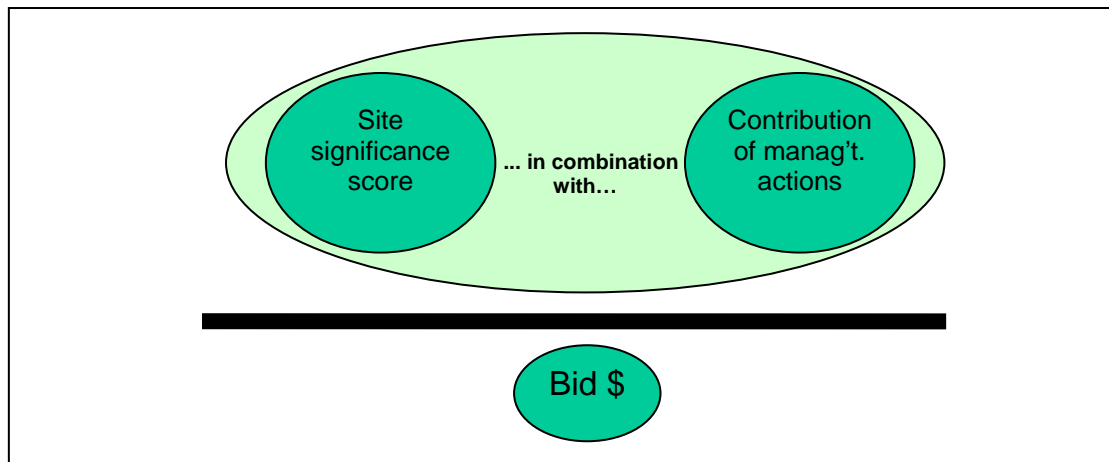 Site
significance
score
... in combination
with…
Contribution
of manag't.
actions
Bid $